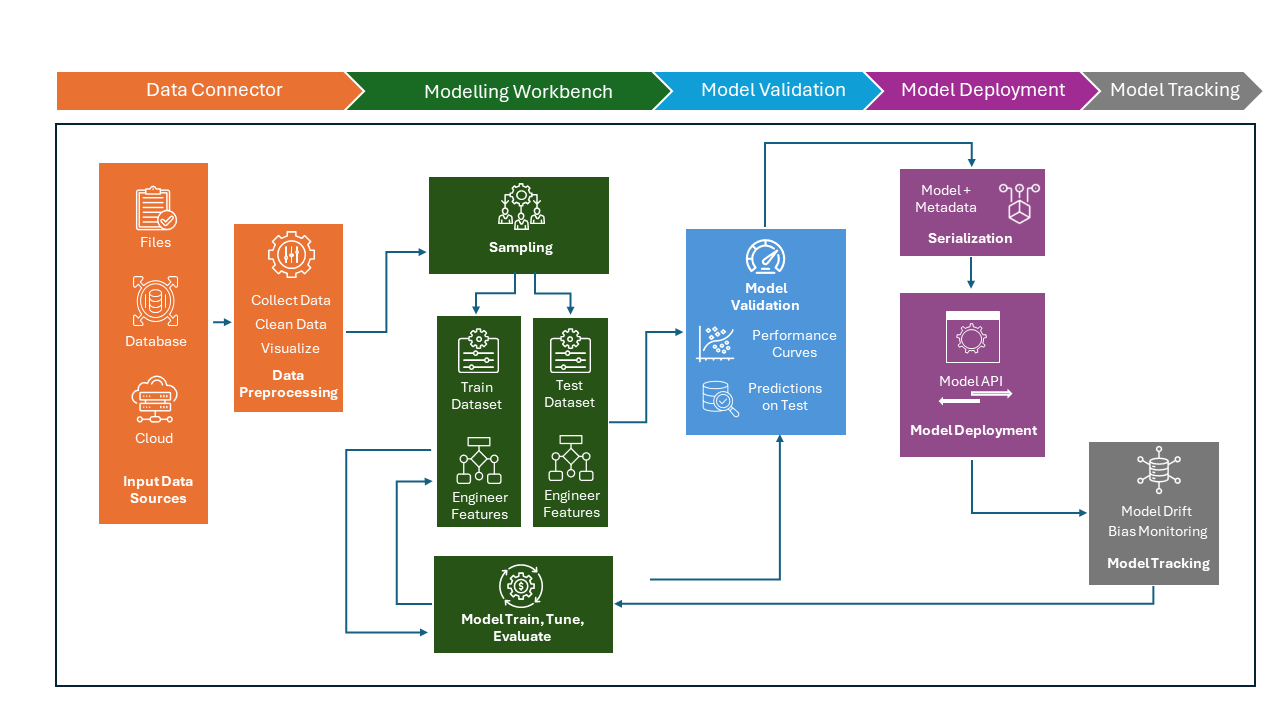 Data Connector
Modelling Workbench
Model Validation
Model Deployment
Model Tracking
Files
Database
Cloud
Input Data
Sources
Collect Data
Clean Data
Visualize
Data
Preprocessing
Sampling
Train
Dataset
Engineer
Features
Test
Dataset
Engineer
Features
$
Model Train, Tune,
Evaluate
Model
Validation
Performance
Curves
Predictions
on Test
Model +
Metadata
Serialization
Model API
Model Deployment
Model Drift
Bias Monitoring
Model Tracking